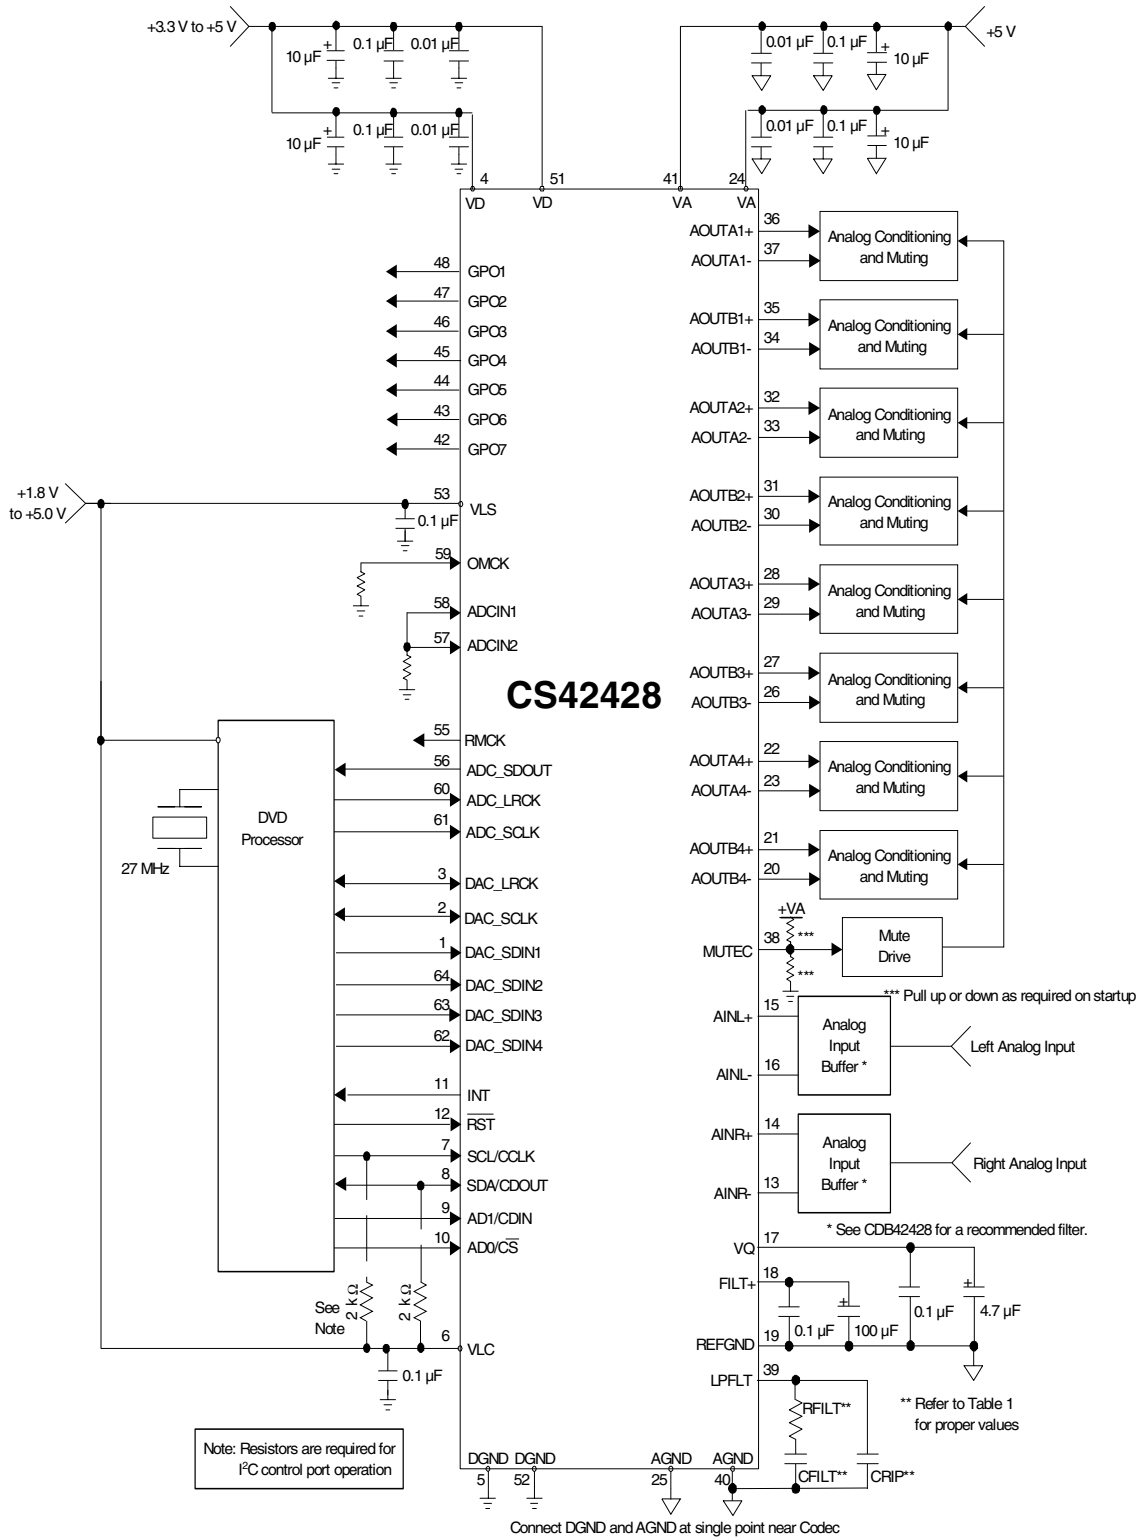 +3.3 V to +5 V
10 µF
+
0.1 µF
0.01 µF
0.01 µF
0.1 µF
+
10 µF
+5 V
10 µF
+
0.1 µF
0.01 µF
0.01 µF
0.1 µF
+
10 µF
4
51
41
24
VD
VD
VA
VA
48
GPO1
47
GPO2
46
GPO3
45
GPO4
44
GPO5
43
GPO6
42
GPO7
+1.8 V
to +5.0 V
53
VLS
0.1 µF
59
OMCK
58
ADCIN1
57
ADCIN2
CS42428
55
RMCK
56
ADC_SDOUT
60
ADC_LRCK
61
ADC_SCLK
DVD
Processor
27 MHz
3
DAC_LRCK
2
DAC_SCLK
1
DAC_SDIN1
64
DAC_SDIN2
63
DAC_SDIN3
62
DAC_SDIN4
11
INT
12
RST
7
SCL/CCLK
8
SDA/CDOUT
9
AD1/CDIN
10
AD0/CS
See
Note
2 kΩ
2 kΩ
6
VLC
0.1 µF
Note: Resistors are required for
I²C control port operation
DGND
5
DGND
52
AGND
25
AGND
40
AOUTA1+
36
AOUTA1-
37
Analog Conditioning
and Muting
AOUTB1+
35
AOUTB1-
34
Analog Conditioning
and Muting
AOUTA2+
32
AOUTA2-
33
Analog Conditioning
and Muting
AOUTB2+
31
AOUTB2-
30
Analog Conditioning
and Muting
AOUTA3+
28
AOUTA3-
29
Analog Conditioning
and Muting
AOUTB3+
27
AOUTB3-
26
Analog Conditioning
and Muting
AOUTA4+
22
AOUTA4-
23
Analog Conditioning
and Muting
AOUTB4+
21
AOUTB4-
20
Analog Conditioning
and Muting
+VA
***
MUTEC
38
***
Mute
Drive
*** Pull up or down as required on startup
AINL+
15
AINL-
16
Analog
Input
Buffer *
Left Analog Input
AINR+
14
AINR-
13
Analog
Input
Buffer *
Right Analog Input
* See CDB42428 for a recommended filter.
VQ
17
FILT+
18
0.1 µF
+
100 µF
0.1 µF
+
4.7 µF
REFGND
19
LPFLT
39
RFILT**
CFILT**
CRIP**
** Refer to Table 1
for proper values
Connect DGND and AGND at single point near Codec